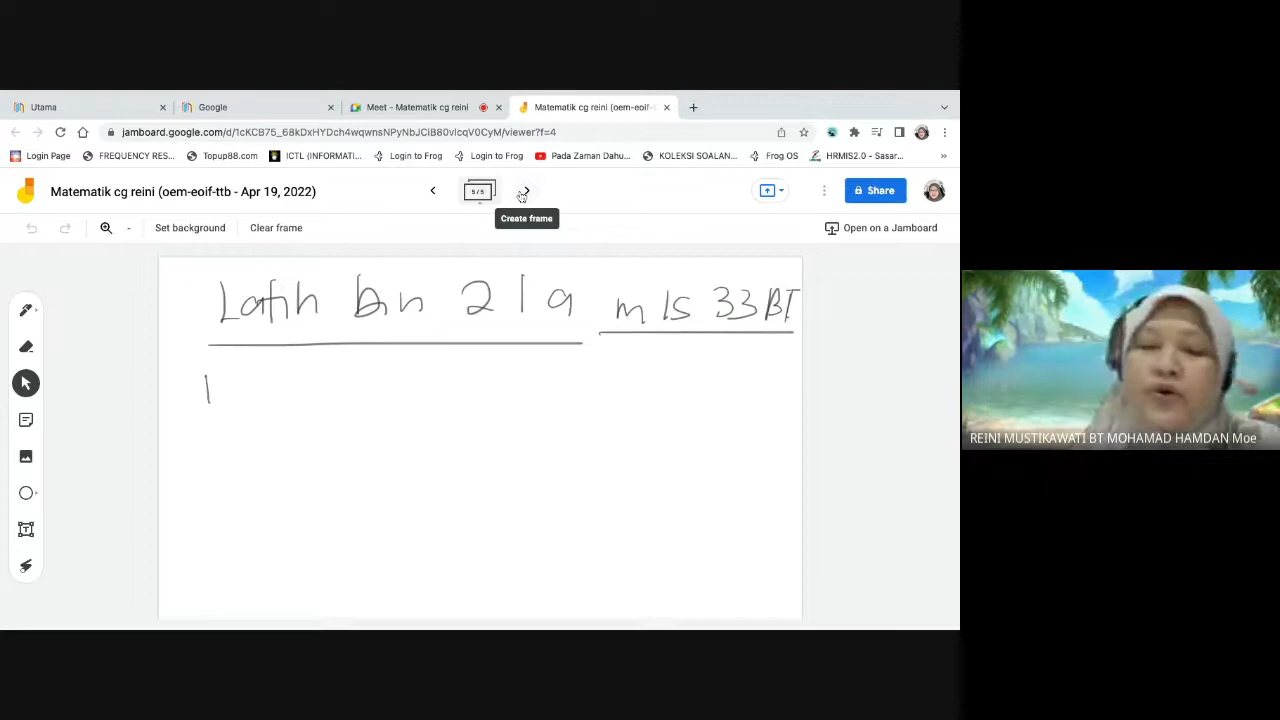 Utama
Google
Meet - Matematik cg reini
Matematik cg reini (oem-eoif-t
jamboard.google.com/d/1cKCB75_68kDxHYDch4wqwnsNPyNbJCiB80vlcqV0CyM/viewer?f=4
Login Page
FREQUENCY RES...
Topup88.com
ICTL (INFORMATI...
Login to Frog
Login to Frog
Pada Zaman Dahu...
KOLEKSI SOALAN...
Frog OS
HRMIS2.0 - Sasar...
»
Matematik cg reini (oem-eoif-ttb - Apr 19, 2022)
5 / 5
Share
Create frame
Set background
Clear frame
Open on a Jamboard
Latih 2 1 a m 1s 33 BT
1
REINI MUSTIKAWATI BT MOHAMAD HAMDAN Moe